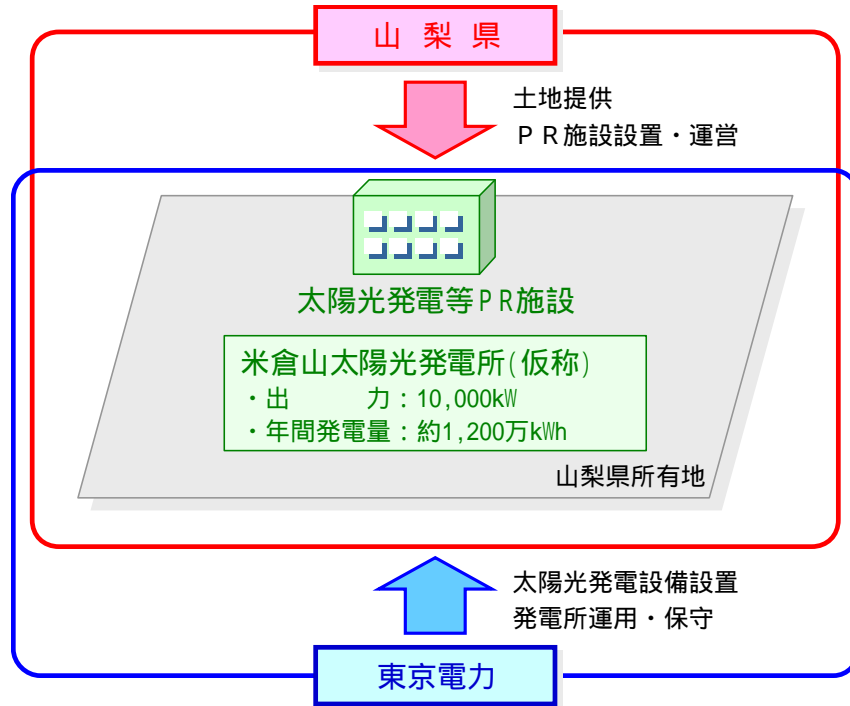 山 梨 県
土地提供
ＰＲ施設設置・運営
太陽光発電等PR施設
米倉山太陽光発電所(仮称)
・出　　　力：10,000kW
・年間発電量：約1,200万kWh
山梨県所有地
太陽光発電設備設置
発電所運用・保守
東京電力